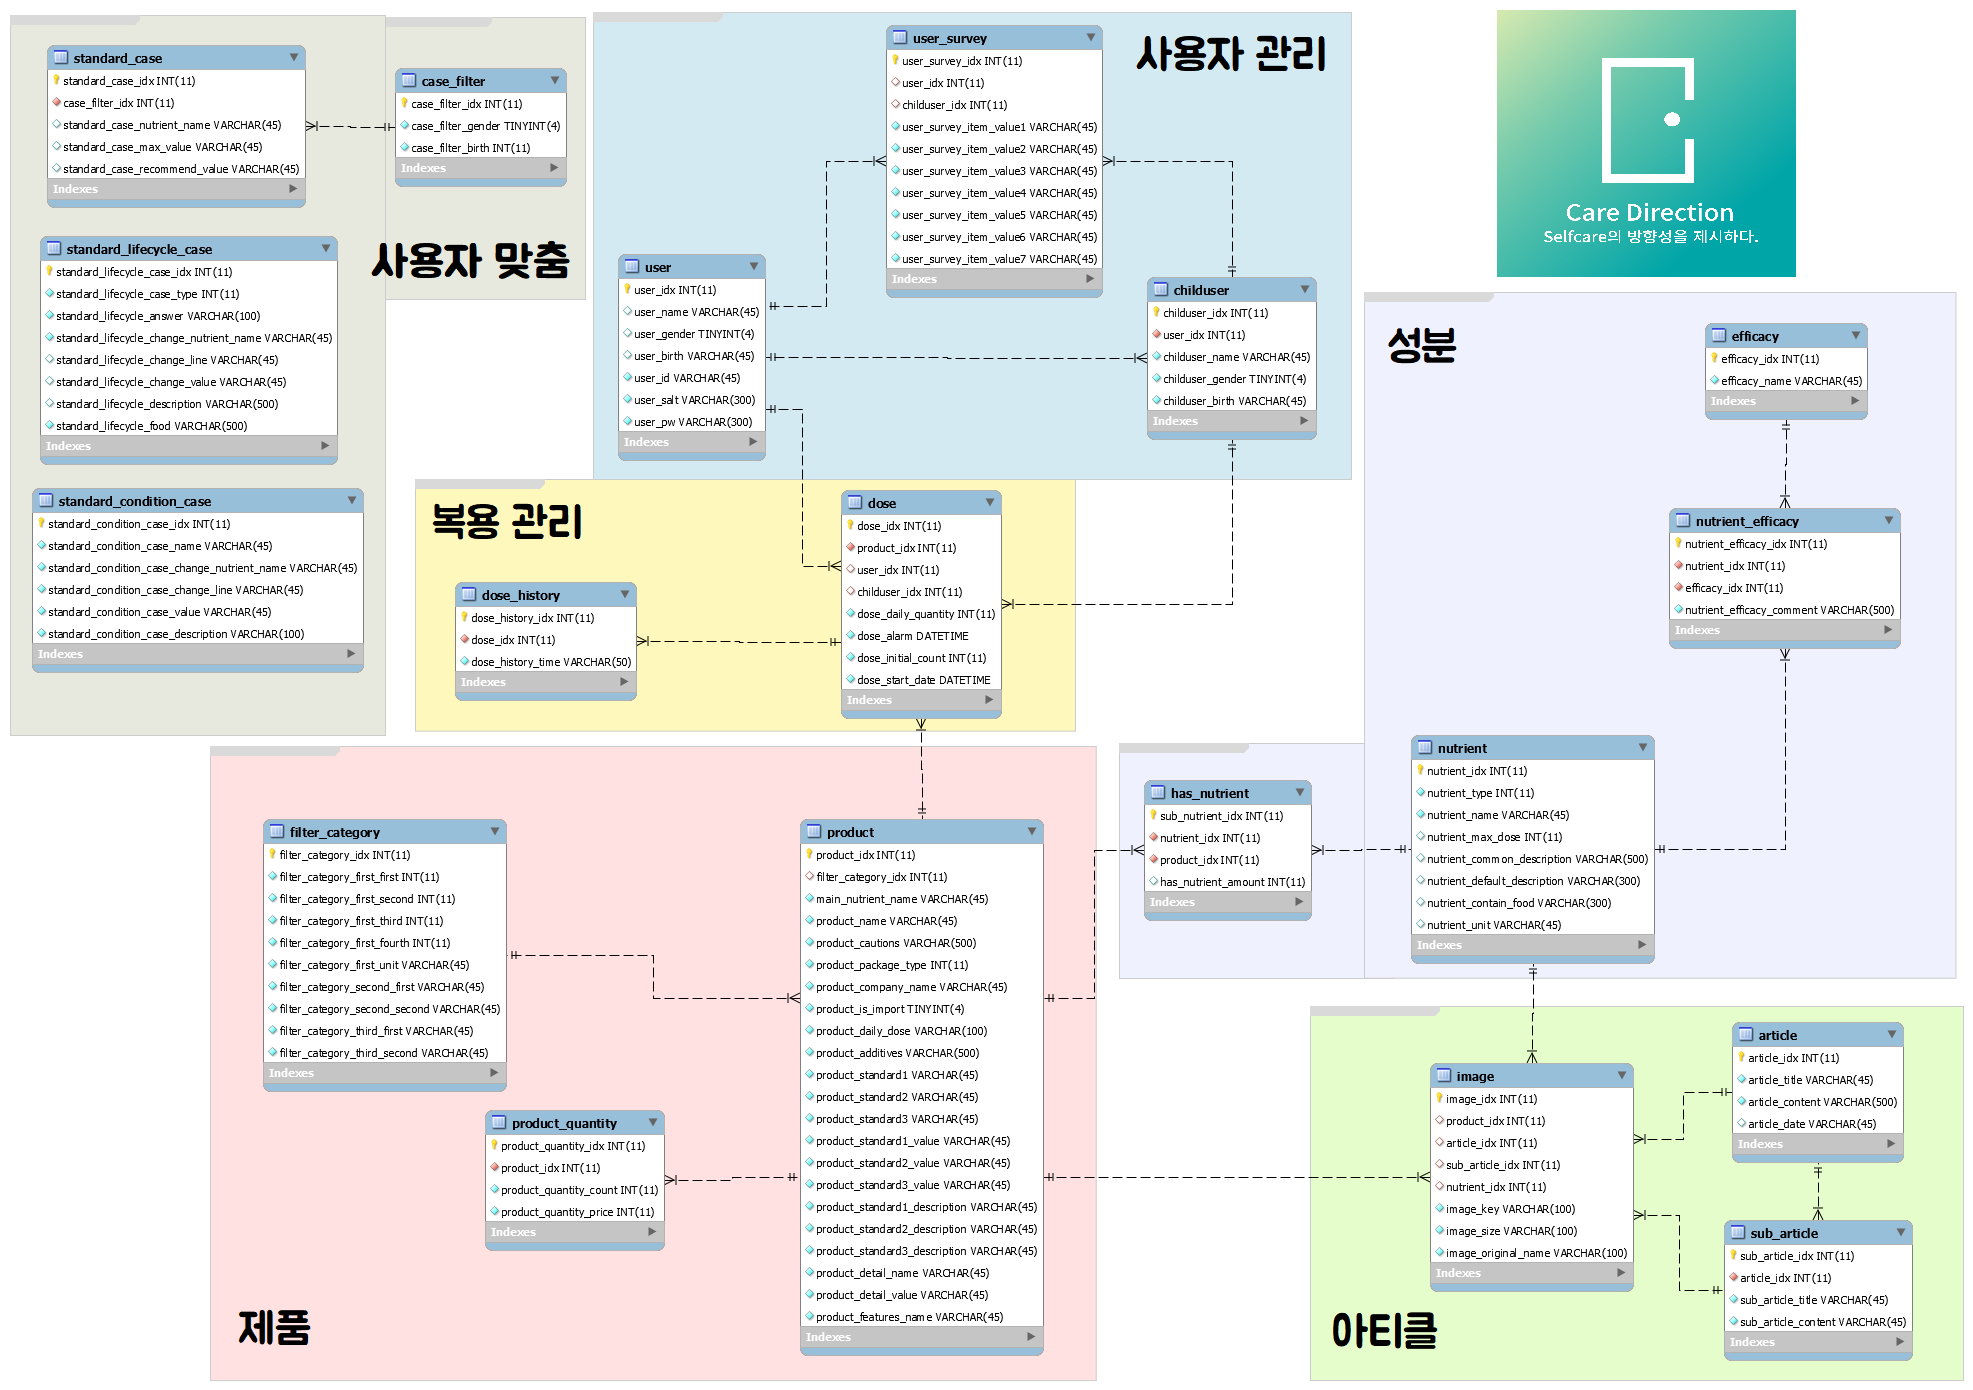 standard_case
standard_case_idx INT(11)
case_filter_idx INT(11)
standard_case_nutrient_name VARCHAR(45)
standard_case_max_value VARCHAR(45)
standard_case_recommend_value VARCHAR(45)
Indexes
case_filter
case_filter_idx INT(11)
case_filter_gender TINYINT(4)
case_filter_birth INT(11)
Indexes
standard_lifecycle_case
standard_lifecycle_case_idx INT(11)
standard_lifecycle_case_type INT(11)
standard_lifecycle_answer VARCHAR(100)
standard_lifecycle_change_nutrient_name VARCHAR(45)
standard_lifecycle_change_line VARCHAR(45)
standard_lifecycle_change_value VARCHAR(45)
standard_lifecycle_description VARCHAR(500)
standard_lifecycle_food VARCHAR(500)
Indexes
사용자 맞춤
standard_condition_case
standard_condition_case_idx INT(11)
standard_condition_case_name VARCHAR(45)
standard_condition_case_change_nutrient_name VARCHAR(45)
standard_condition_case_change_line VARCHAR(45)
standard_condition_case_value VARCHAR(45)
standard_condition_case_description VARCHAR(100)
Indexes
사용자 관리
user_survey
user_survey_idx INT(11)
user_idx INT(11)
childuser_idx INT(11)
user_survey_item_value1 VARCHAR(45)
user_survey_item_value2 VARCHAR(45)
user_survey_item_value3 VARCHAR(45)
user_survey_item_value4 VARCHAR(45)
user_survey_item_value5 VARCHAR(45)
user_survey_item_value6 VARCHAR(45)
user_survey_item_value7 VARCHAR(45)
Indexes
user
user_idx INT(11)
user_name VARCHAR(45)
user_gender TINYINT(4)
user_birth VARCHAR(45)
user_id VARCHAR(45)
user_salt VARCHAR(300)
user_pw VARCHAR(300)
Indexes
childuser
childuser_idx INT(11)
user_idx INT(11)
childuser_name VARCHAR(45)
childuser_gender TINYINT(4)
childuser_birth VARCHAR(45)
Indexes
Care Direction
Selfcare의 방향성을 제시하다.
복용 관리
dose
dose_idx INT(11)
product_idx INT(11)
user_idx INT(11)
childuser_idx INT(11)
dose_daily_quantity INT(11)
dose_alarm DATETIME
dose_initial_count INT(11)
dose_start_date DATETIME
Indexes
dose_history
dose_history_idx INT(11)
dose_idx INT(11)
dose_history_time VARCHAR(50)
Indexes
성분
efficacy
efficacy_idx INT(11)
efficacy_name VARCHAR(45)
Indexes
nutrient_efficacy
nutrient_efficacy_idx INT(11)
nutrient_idx INT(11)
efficacy_idx INT(11)
nutrient_efficacy_comment VARCHAR(500)
Indexes
nutrient
nutrient_idx INT(11)
nutrient_type INT(11)
nutrient_name VARCHAR(45)
nutrient_max_dose INT(11)
nutrient_common_description VARCHAR(500)
nutrient_default_description VARCHAR(300)
nutrient_contain_food VARCHAR(300)
nutrient_unit VARCHAR(45)
Indexes
has_nutrient
sub_nutrient_idx INT(11)
nutrient_idx INT(11)
product_idx INT(11)
has_nutrient_amount INT(11)
Indexes
filter_category
filter_category_idx INT(11)
filter_category_first_first INT(11)
filter_category_first_second INT(11)
filter_category_first_third INT(11)
filter_category_first_fourth INT(11)
filter_category_first_unit VARCHAR(45)
filter_category_second_first VARCHAR(45)
filter_category_second_second VARCHAR(45)
filter_category_third_first VARCHAR(45)
filter_category_third_second VARCHAR(45)
Indexes
product
product_idx INT(11)
filter_category_idx INT(11)
main_nutrient_name VARCHAR(45)
product_name VARCHAR(45)
product_cautions VARCHAR(500)
product_package_type INT(11)
product_company_name VARCHAR(45)
product_is_import TINYINT(4)
product_daily_dose VARCHAR(100)
product_additives VARCHAR(500)
product_standard1 VARCHAR(45)
product_standard2 VARCHAR(45)
product_standard3 VARCHAR(45)
product_standard1_value VARCHAR(45)
product_standard2_value VARCHAR(45)
product_standard3_value VARCHAR(45)
product_standard1_description VARCHAR(45)
product_standard2_description VARCHAR(45)
product_standard3_description VARCHAR(45)
product_detail_name VARCHAR(45)
product_detail_value VARCHAR(45)
product_features_name VARCHAR(45)
Indexes
product_quantity
product_quantity_idx INT(11)
product_idx INT(11)
product_quantity_count INT(11)
product_quantity_price INT(11)
Indexes
제품
image
image_idx INT(11)
product_idx INT(11)
article_idx INT(11)
sub_article_idx INT(11)
nutrient_idx INT(11)
image_key VARCHAR(100)
image_size VARCHAR(100)
image_original_name VARCHAR(100)
Indexes
article
article_idx INT(11)
article_title VARCHAR(45)
article_content VARCHAR(500)
article_date VARCHAR(45)
Indexes
sub_article
sub_article_idx INT(11)
article_idx INT(11)
sub_article_title VARCHAR(45)
sub_article_content VARCHAR(45)
Indexes
아티클